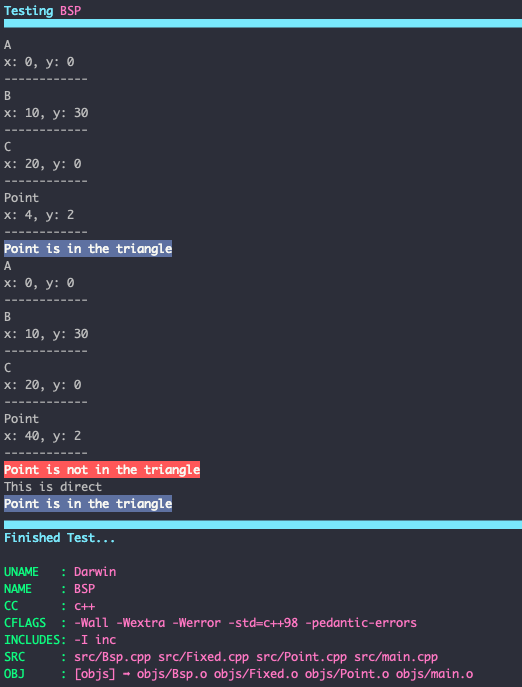 Testing BSP
A
x: 0, y: 0
------------
B
x: 10, y: 30
------------
C
x: 20, y: 0
------------
Point
x: 4, y: 2
------------
Point is in the triangle
A
x: 0, y: 0
------------
B
x: 10, y: 30
------------
C
x: 20, y: 0
------------
Point
x: 40, y: 2
------------
Point is not in the triangle
This is direct
Point is in the triangle
Finished Test...
UNAME   : Darwin
NAME    : BSP
CC      : c++
CFLAGS  : -Wall -Wextra -Werror -std=c++98 -pedantic-errors
INCLUDES: -I inc
SRC     : src/Bsp.cpp src/Fixed.cpp src/Point.cpp src/main.cpp
OBJ     : [objs] ➡ objs/Bsp.o objs/Fixed.o objs/Point.o objs/main.o